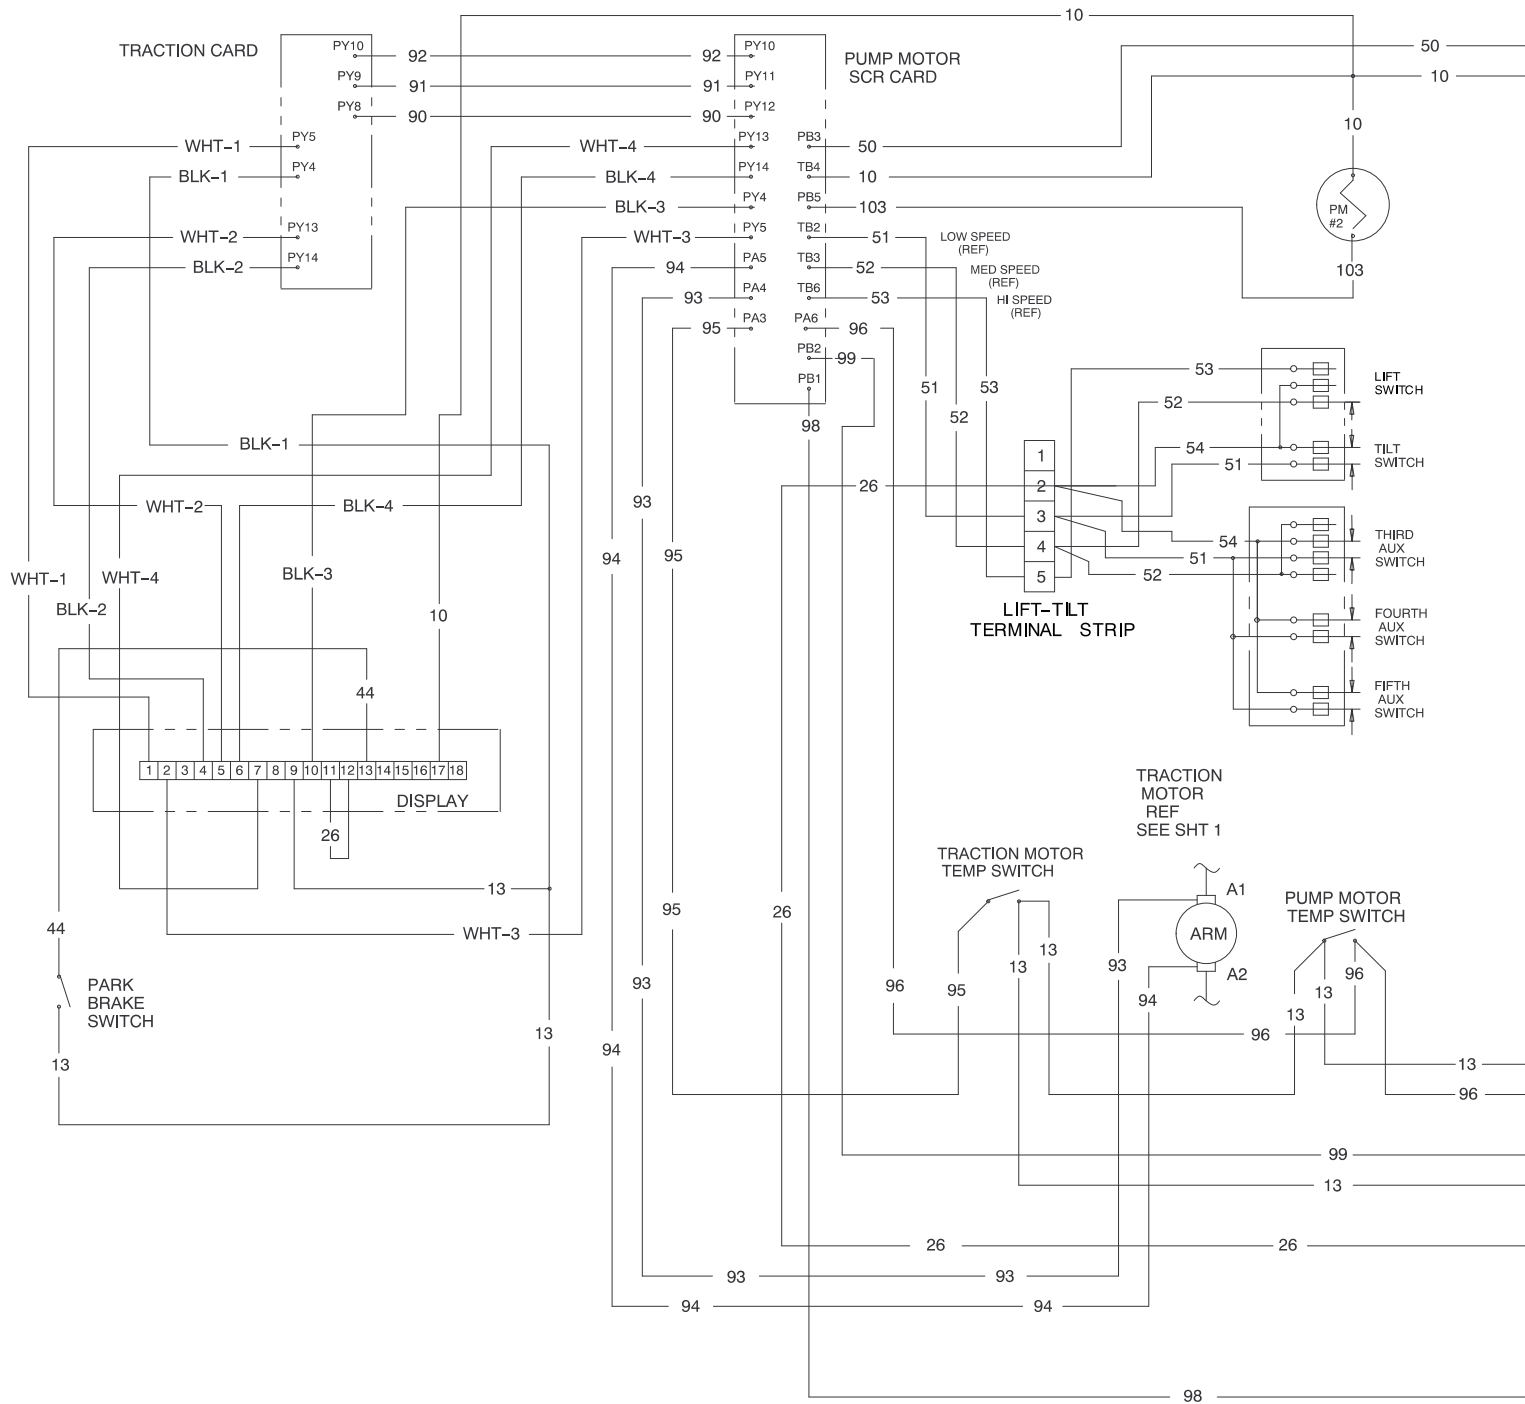 10
TRACTION CARD
PY10
92
92
PY10
PUMP MOTOR
SCR CARD
50
PY9
91
91
PY11
10
PY8
90
90
PY12
10
WHT-1
PY5
WHT-4
PY13
PB3
50
BLK-1
PY4
BLK-4
PY14
TB4
10
BLK-3
PY4
PB5
103
PM
#2
WHT-2
PY13
WHT-3
PY5
TB2
51
LOW SPEED
(REF)
BLK-2
PY14
94
PA5
TB3
52
MED SPEED
(REF)
103
93
PA4
TB6
53
HI SPEED
(REF)
95
PA3
PA6
96
PB2
99
PB1
98
51
53
52
53
LIFT
SWITCH
52
BLK-1
54
TILT
SWITCH
51
1
2
3
4
5
LIFT-TILT
TERMINAL STRIP
26
WHT-2
BLK-4
93
94
95
54
51
52
THIRD
AUX
SWITCH
WHT-1
WHT-4
BLK-3
BLK-2
10
FOURTH
AUX
SWITCH
44
FIFTH
AUX
SWITCH
1 2 3 4 5 6 7 8 9 10 11 12 13 14 15 16 17 18
DISPLAY
26
TRACTION
MOTOR
REF
SEE SHT 1
TRACTION MOTOR
TEMP SWITCH
13
A1
PUMP MOTOR
TEMP SWITCH
95
26
44
WHT-3
ARM
13
13
93
A2
96
PARK
BRAKE
SWITCH
93
96
95
94
13
13
13
94
96
13
13
96
99
13
26
26
93
93
94
94
98